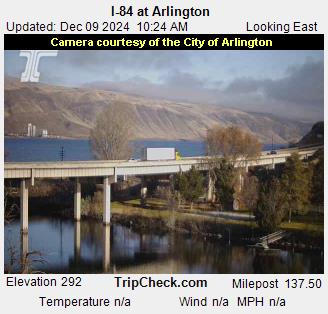 I-84 at Arlington
Updated: Dec 09 2024 10:24 AM Looking East
Camera courtesy of the City of Arlington
Elevation 292 TripCheck.com Milepost 137.50
Temperature n/a Wind n/a MPH n/a